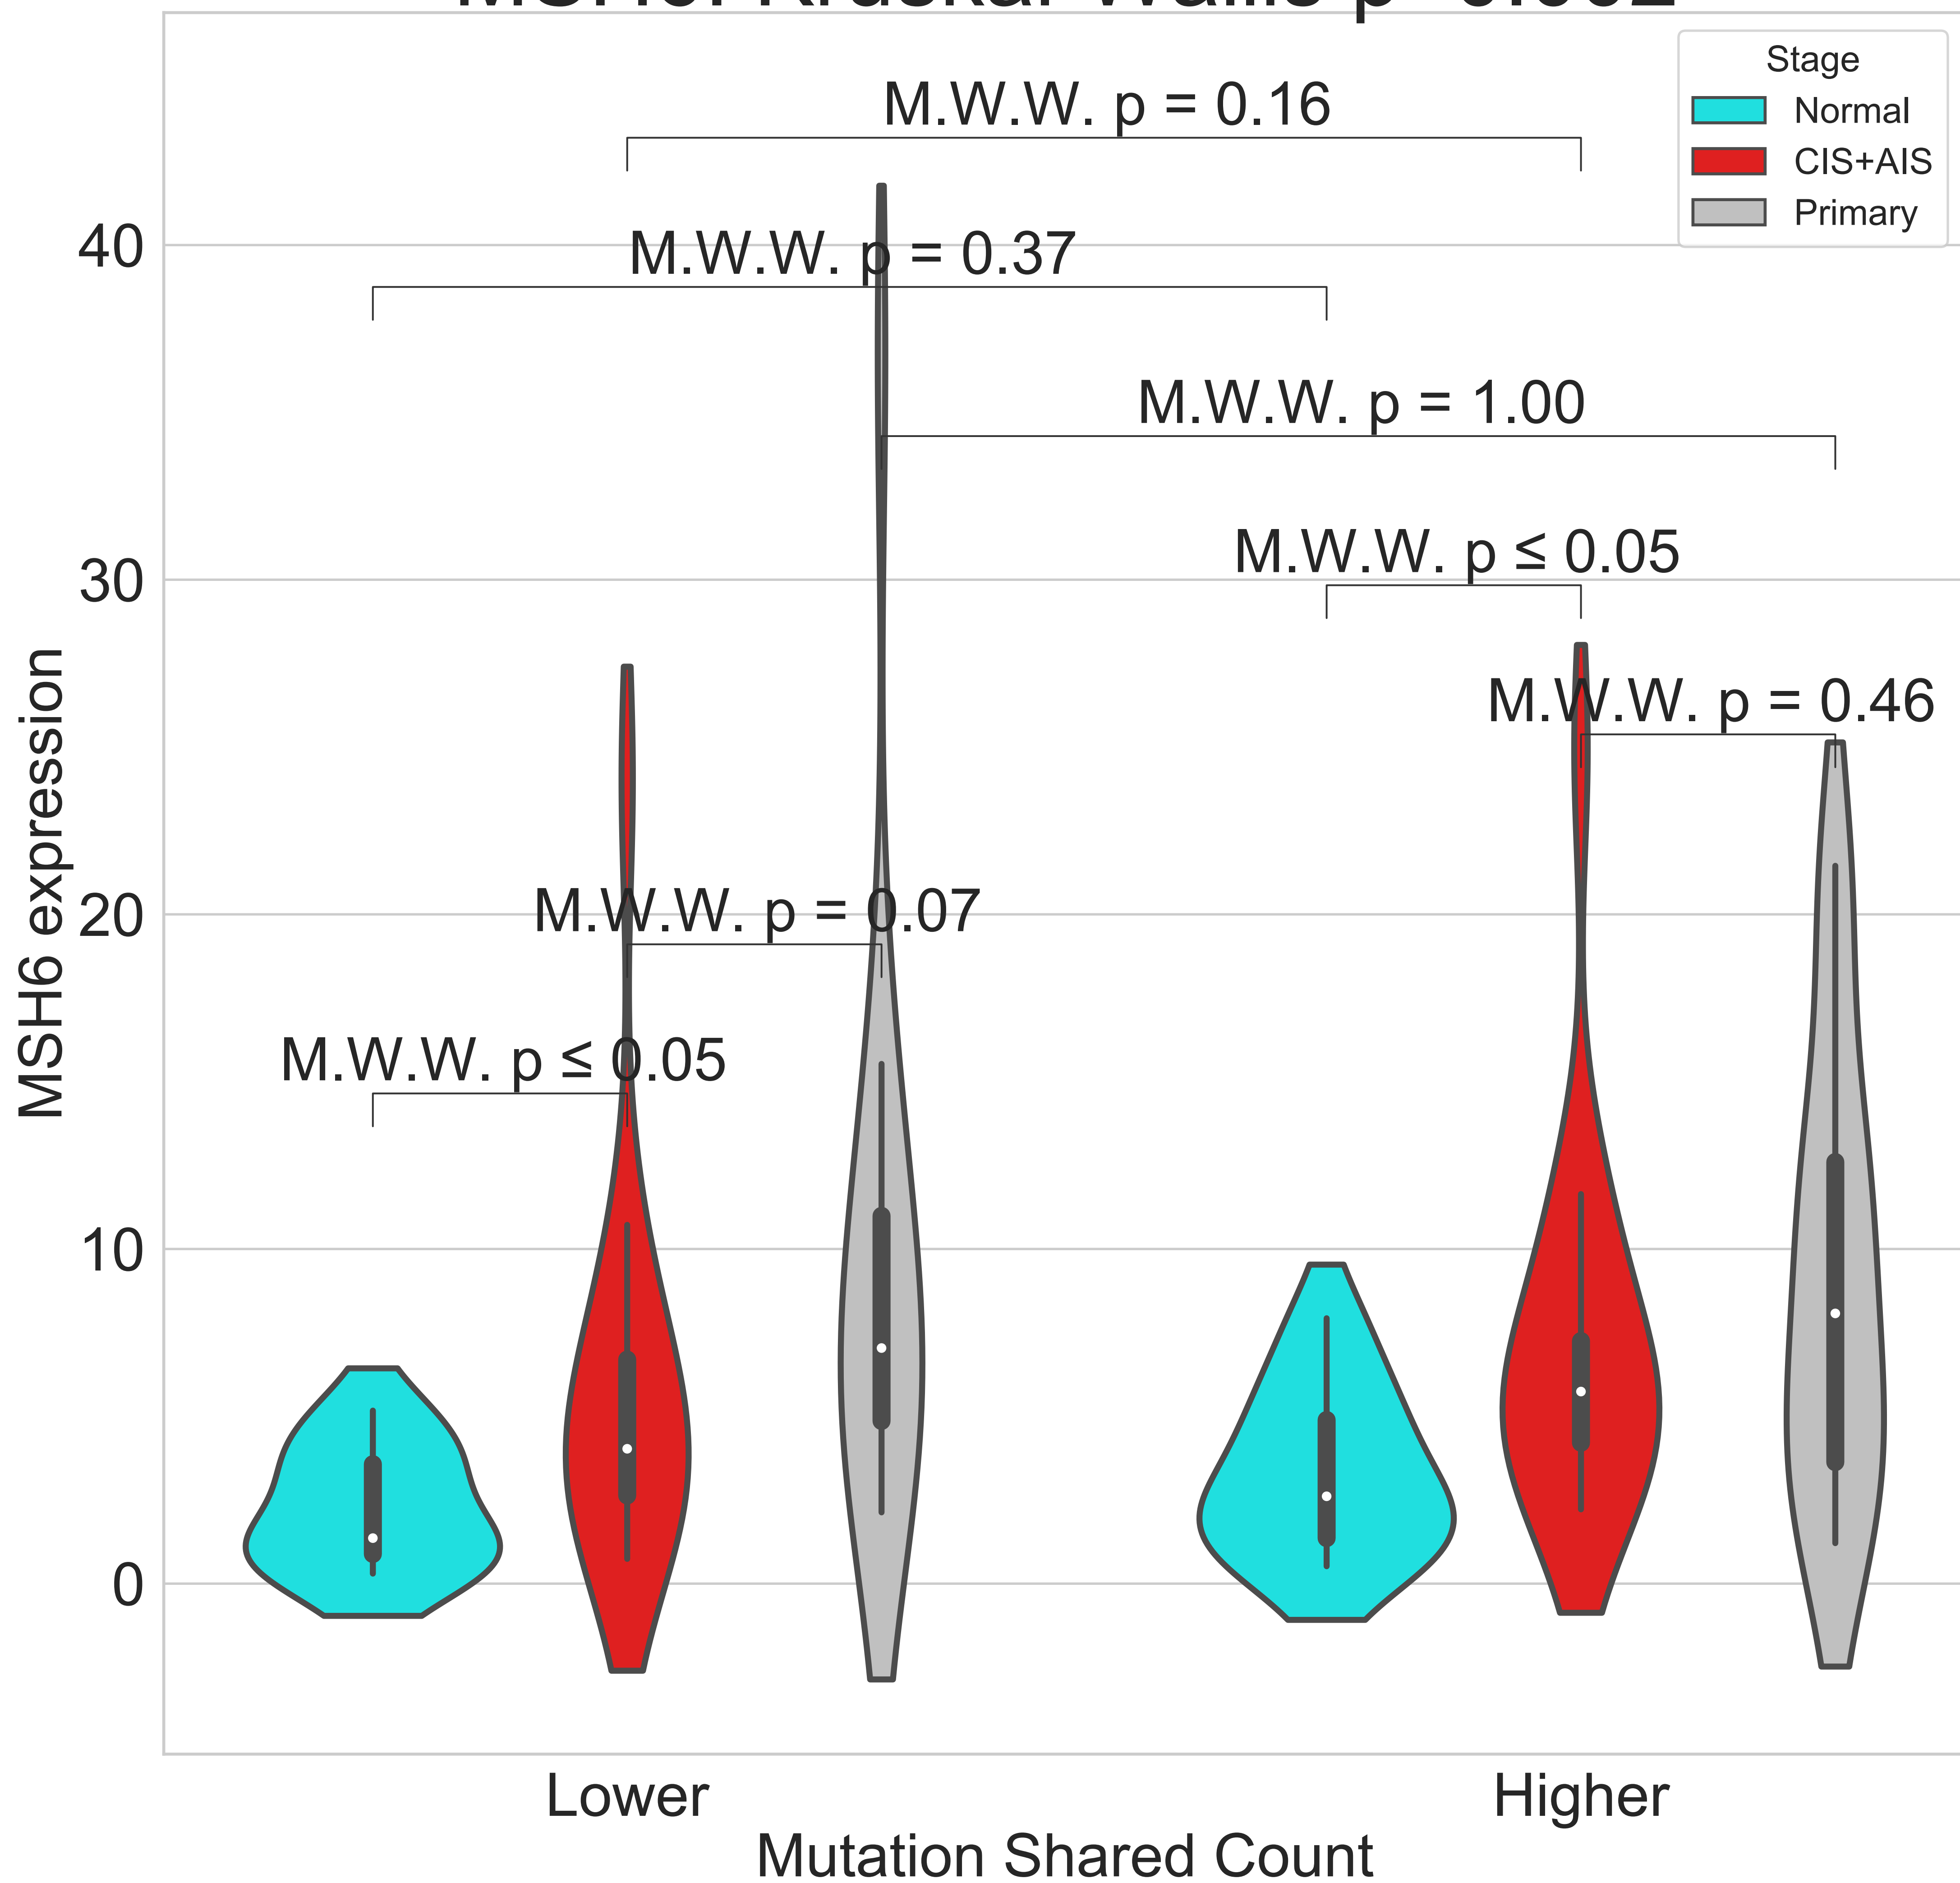 Stage
Normal
CIS+AIS
Primary
M.W.W. p = 0.16
M.W.W. p = 0.37
M.W.W. p = 1.00
M.W.W. p ≤ 0.05
M.W.W. p = 0.46
M.W.W. p = 0.07
M.W.W. p ≤ 0.05
40
30
20
10
0
MSH6 expression
Lower
Higher
Mutation Shared Count